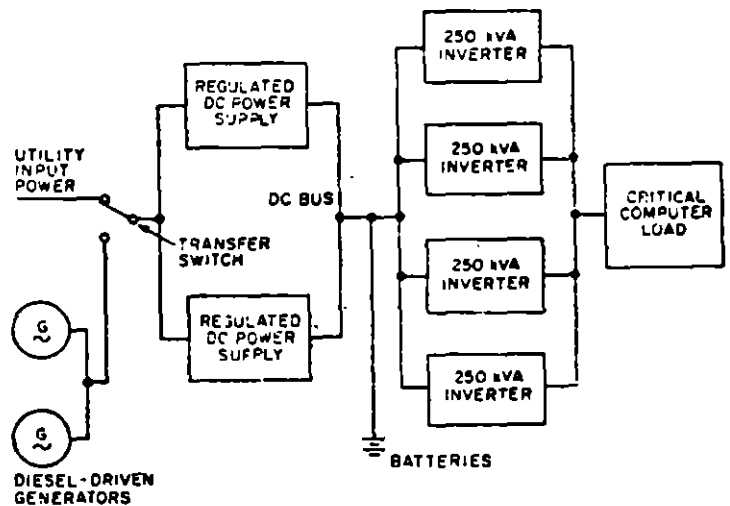 UTILITY
INPUT
POWER
TRANSFER
SWITCH
G
G
DIESEL-DRIVEN
GENERATORS
REGULATED
DC POWER
SUPPLY
REGULATED
DC POWER
SUPPLY
DC BUS
BATTERIES
250 kVA
INVERTER
250 kVA
INVERTER
250 kVA
INVERTER
250 kVA
INVERTER
CRITICAL
COMPUTER
LOAD